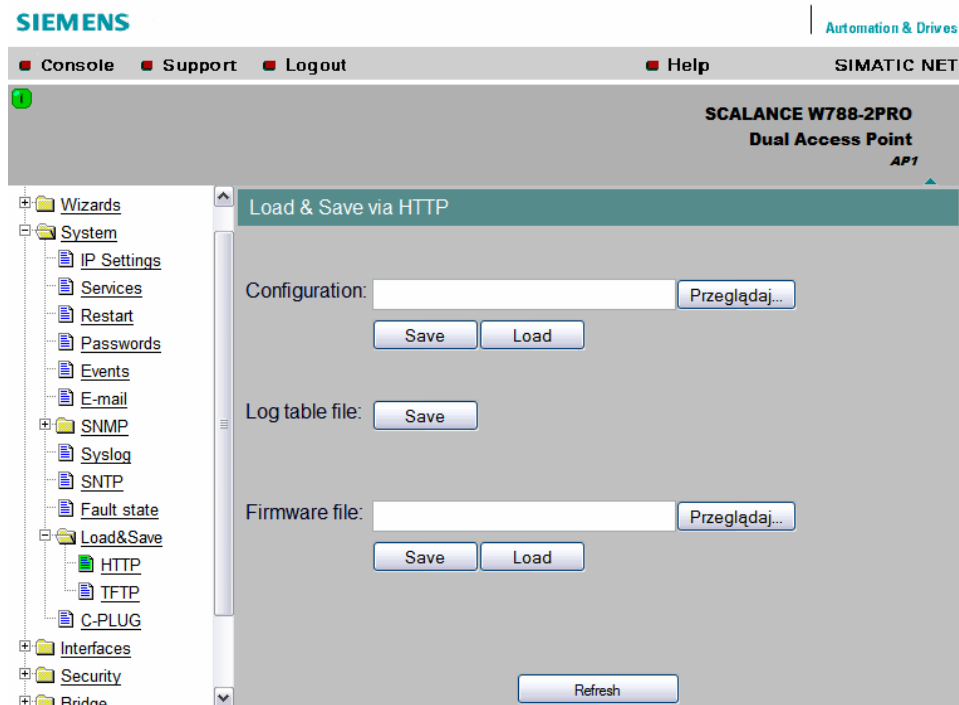 SIEMENS
Automation & Drives
Console Support Logout Help SIMATIC NET
SCALANCE W788-2PRO
Dual Access Point
AP1
Wizards
System
IP Settings
Services
Restart
Passwords
Events
E-mail
SNMP
Syslog
SNTP
Fault state
Load&Save
HTTP
TFTP
C-PLUG
Interfaces
Security
Bridge
Load & Save via HTTP
Configuration: Przeglądaj...
Save Load
Log table file: Save
Firmware file: Przeglądaj...
Save Load
Refresh